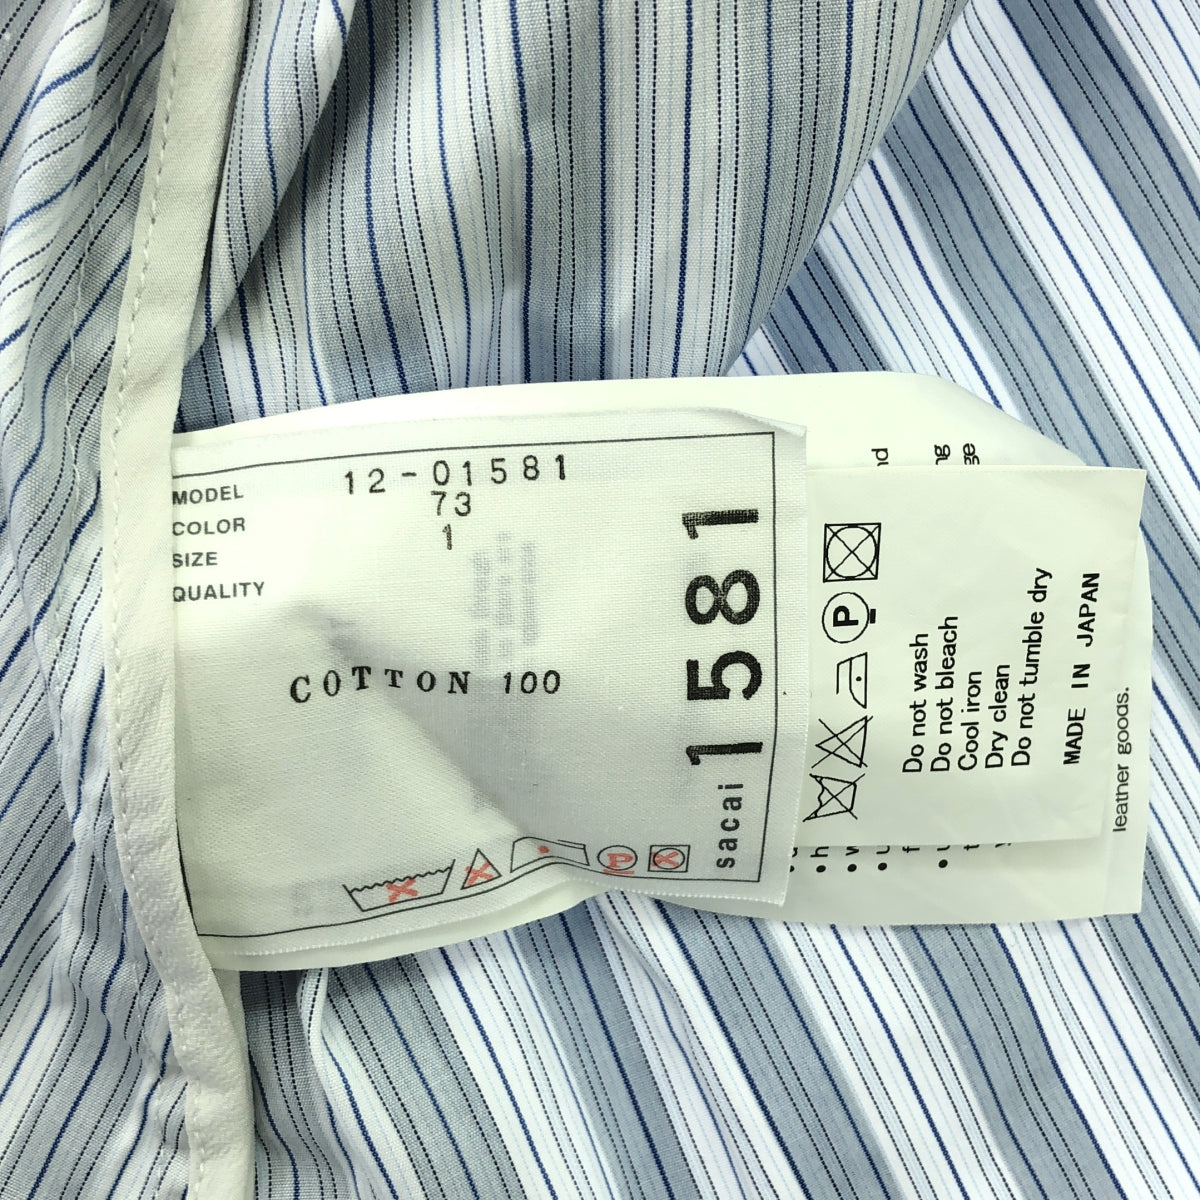 MODEL 12-01581
COLOR 73
SIZE 1
QUALITY
COTTON 100
sacai 1581
P
P
Do not wash
Do not bleach
Cool iron
Dry clean
Do not tumble dry
MADE IN JAPAN
leather goods.